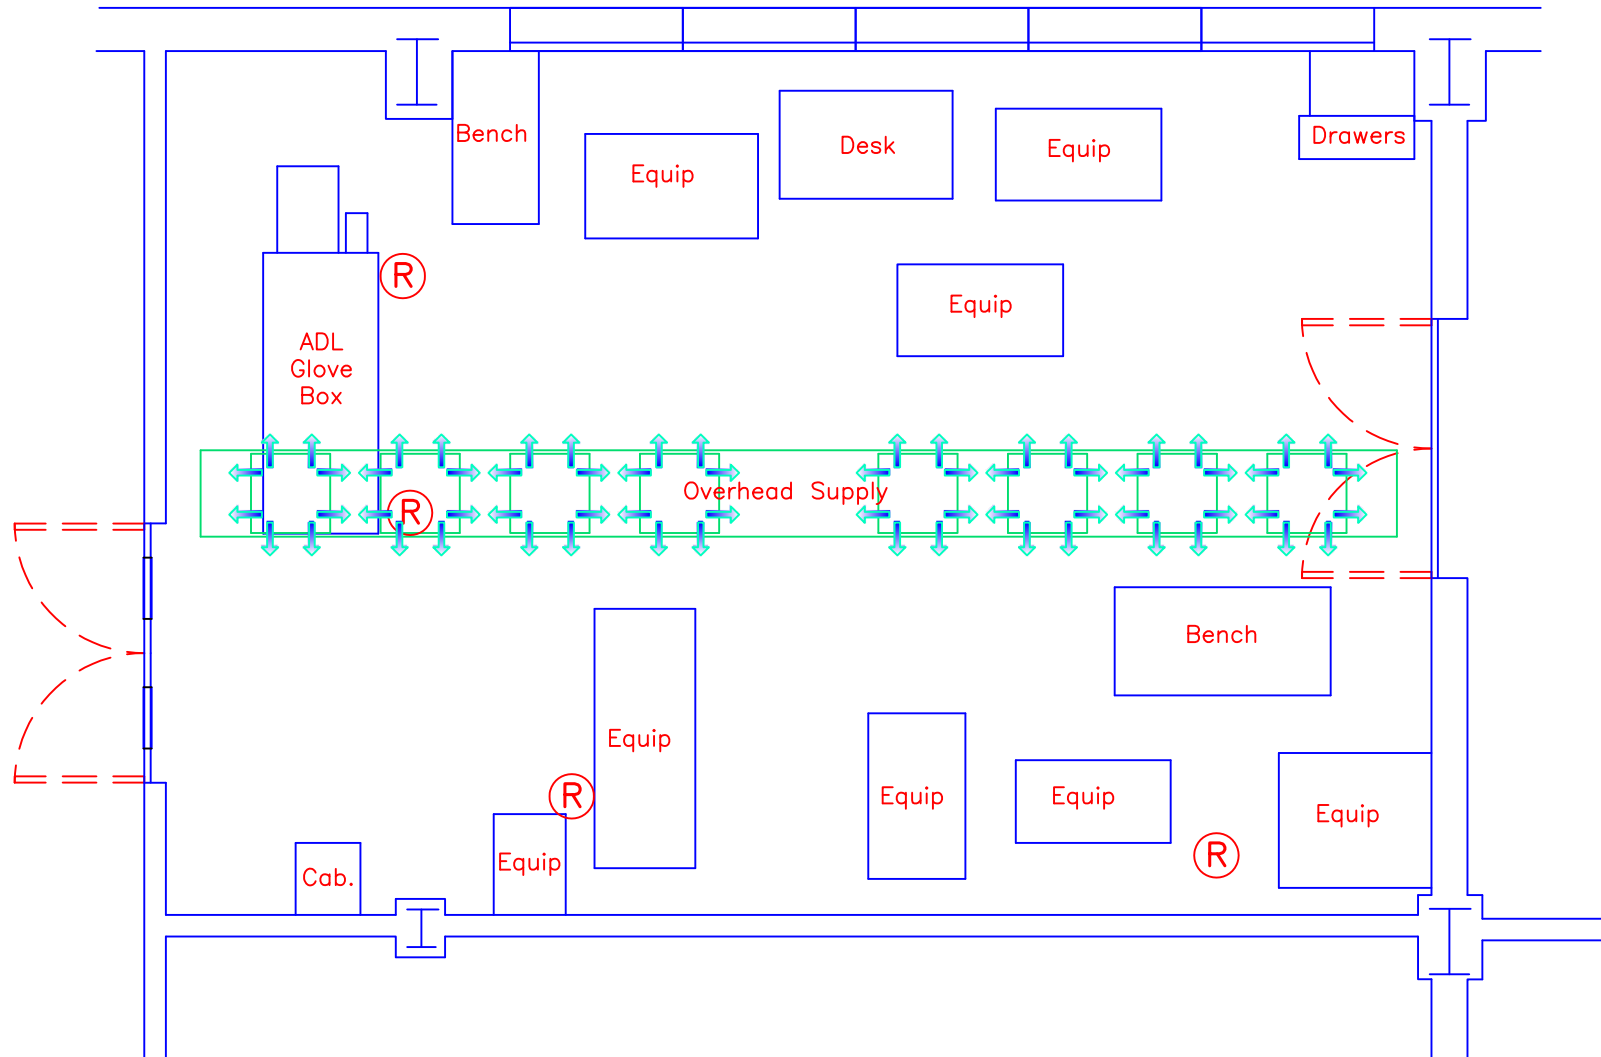 Bench
Equip
Desk
Equip
Drawers
R
Equip
ADL
Glove
Box
Overhead Supply
R
Bench
Equip
R
Equip
Equip
Equip
R
Equip
Cab.